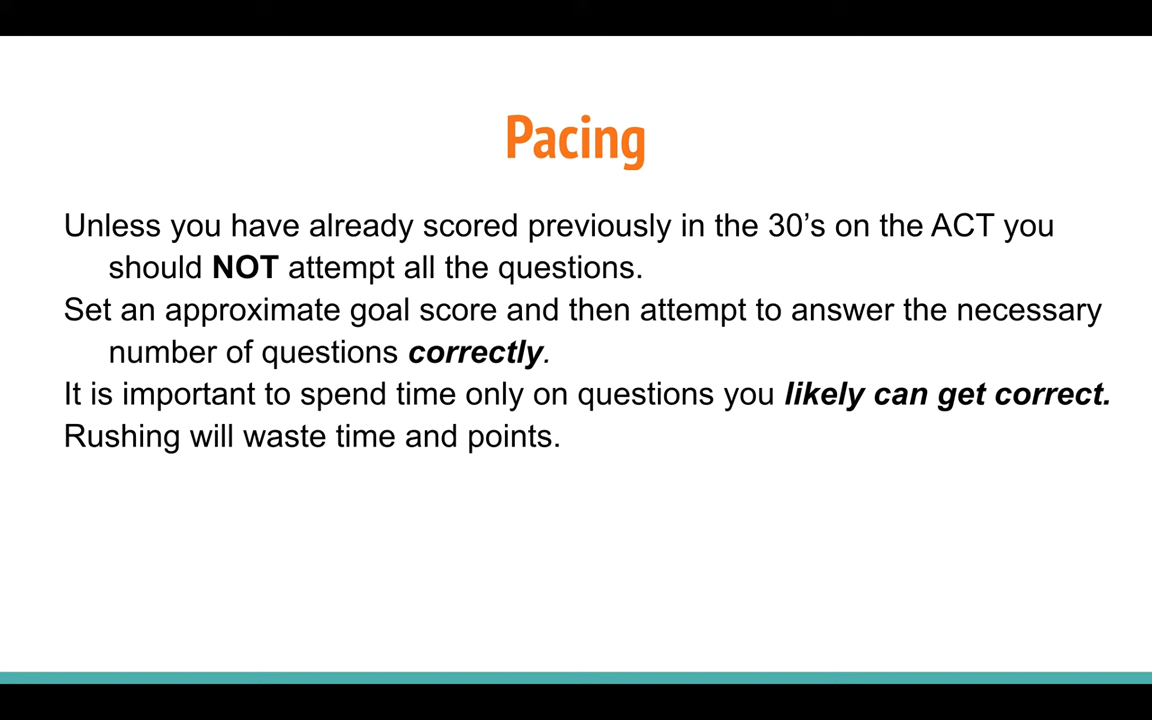 Pacing
Unless you have already scored previously in the 30’s on the ACT you
should NOT attempt all the questions.
Set an approximate goal score and then attempt to answer the necessary
number of questions correctly.
It is important to spend time only on questions you likely can get correct.
Rushing will waste time and points.